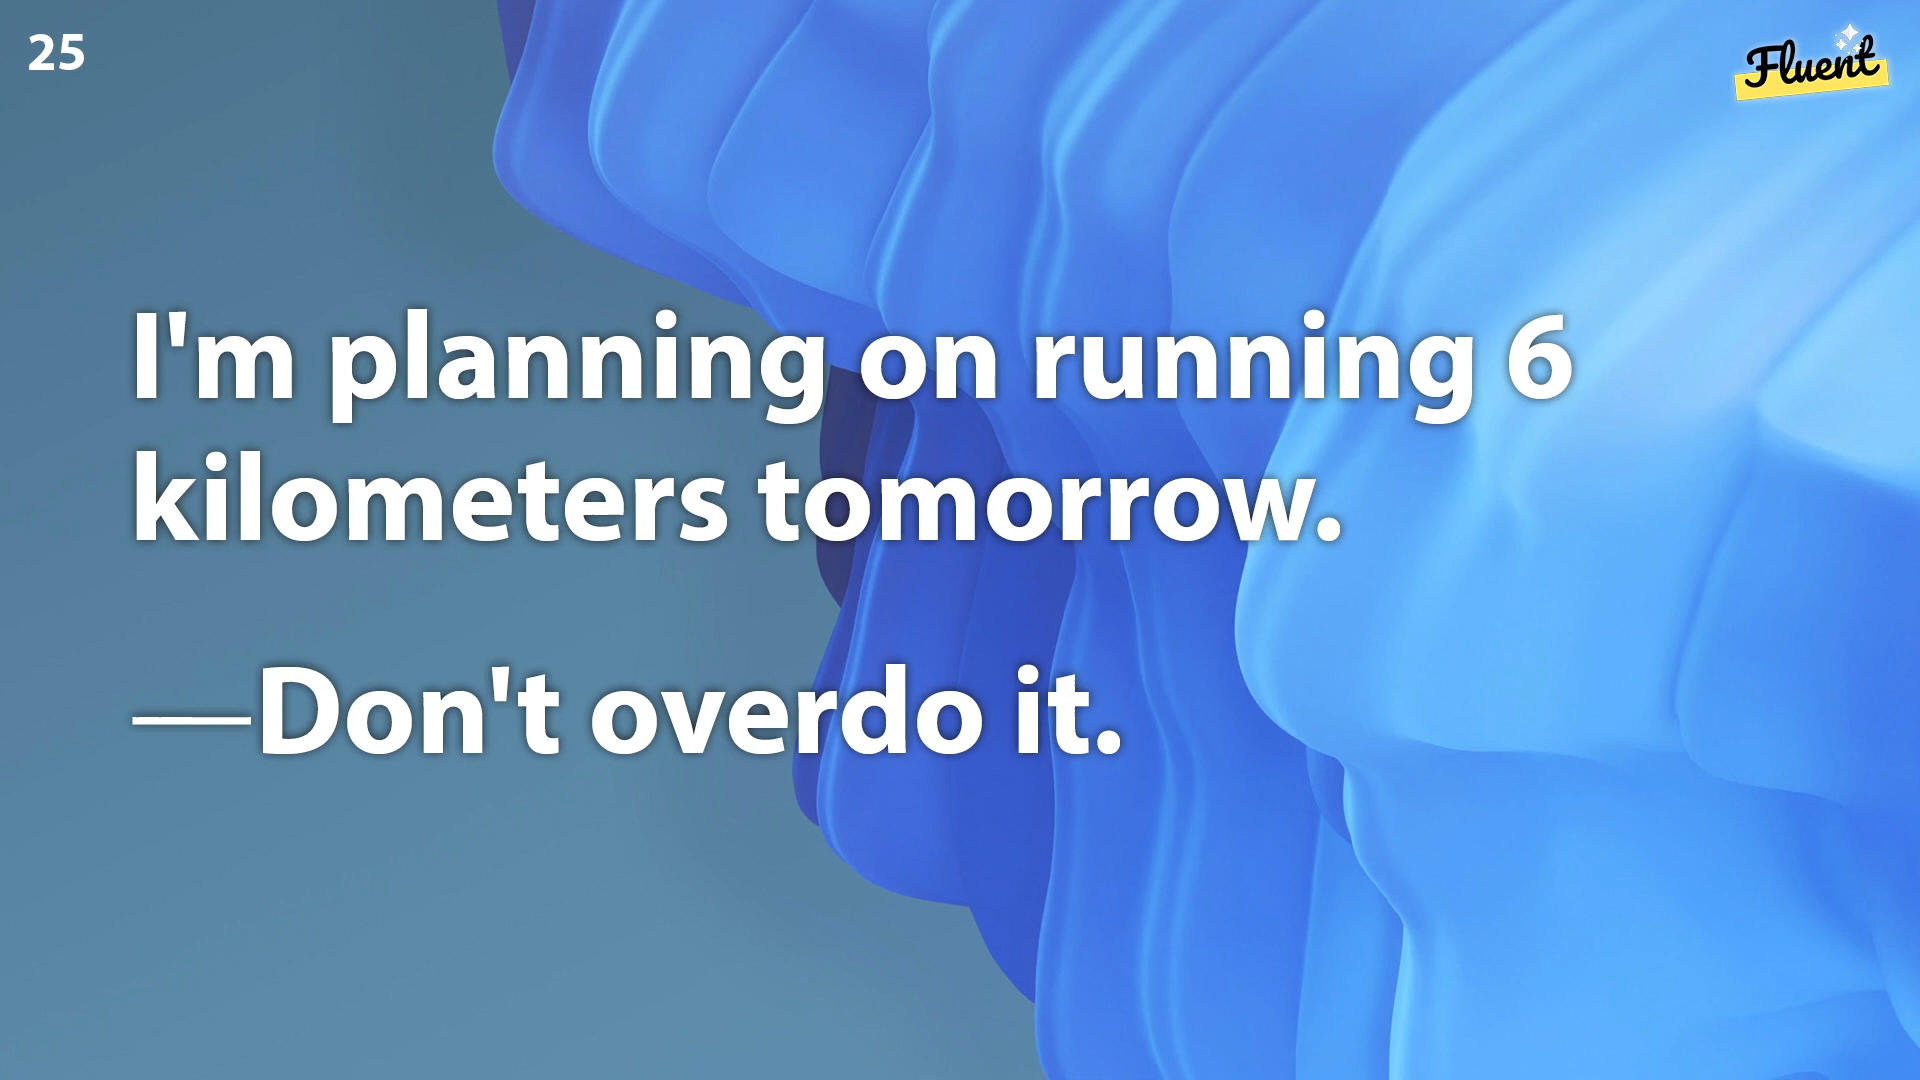 25
Fluent
I'm planning on running 6
kilometers tomorrow.
—Don't overdo it.